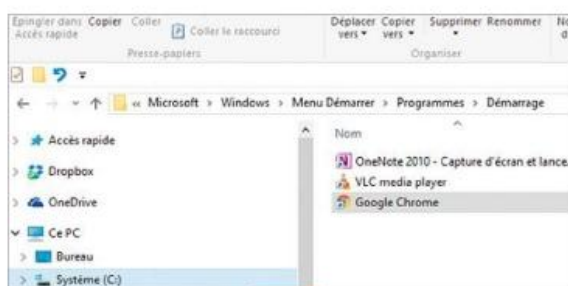 Épingler dans Copier Coller
Accès rapide
Coller le raccourci
Presse-papiers
Déplacer Copier Supprimer Renommer
vers vers
Organiser
« Microsoft > Windows > Menu Démarrer > Programmes > Démarrage
Accès rapide
Dropbox
OneDrive
Ce PC
Bureau
Système (C:)
Nom
OneNote 2010 - Capture d'écran et lance
VLC media player
Google Chrome